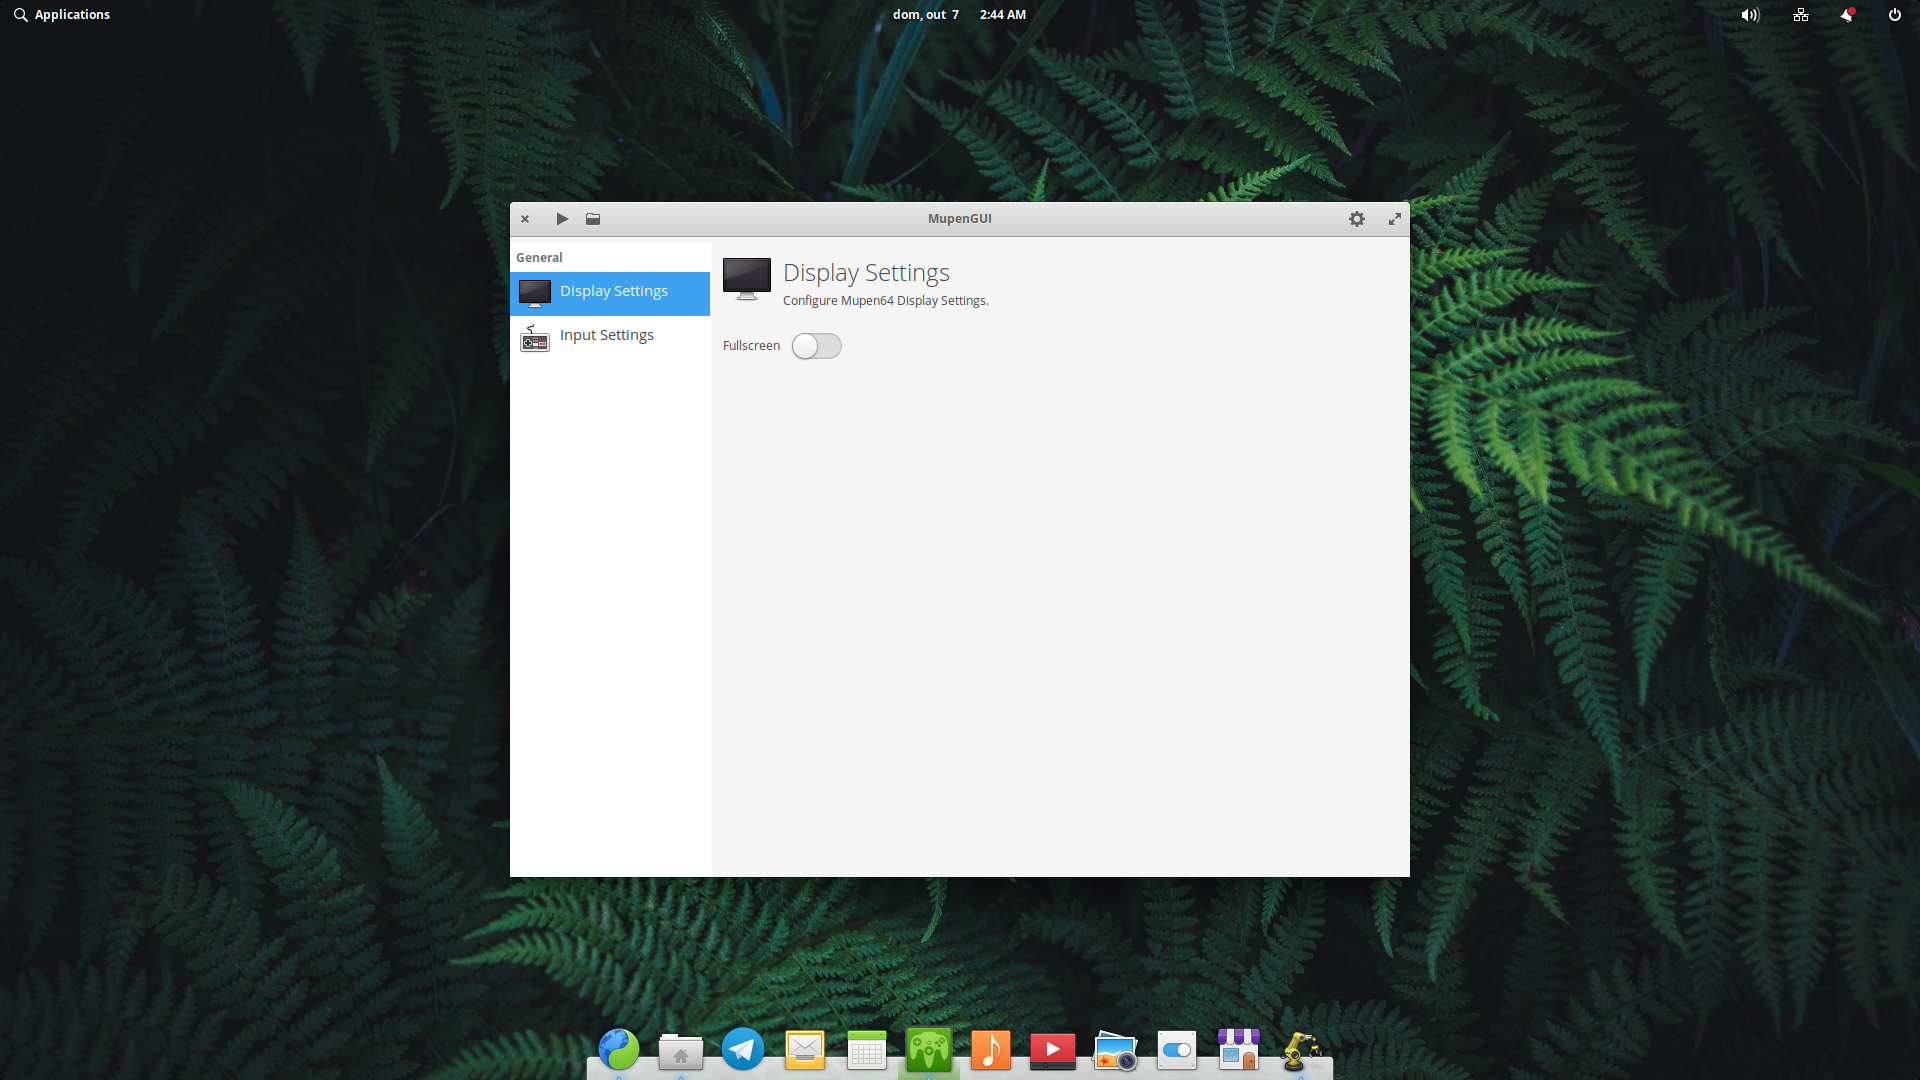 Applications
dom, out 7 2:44 AM
MupenGUI
General
Display Settings
Input Settings
Display Settings
Configure Mupen64 Display Settings.
Fullscreen